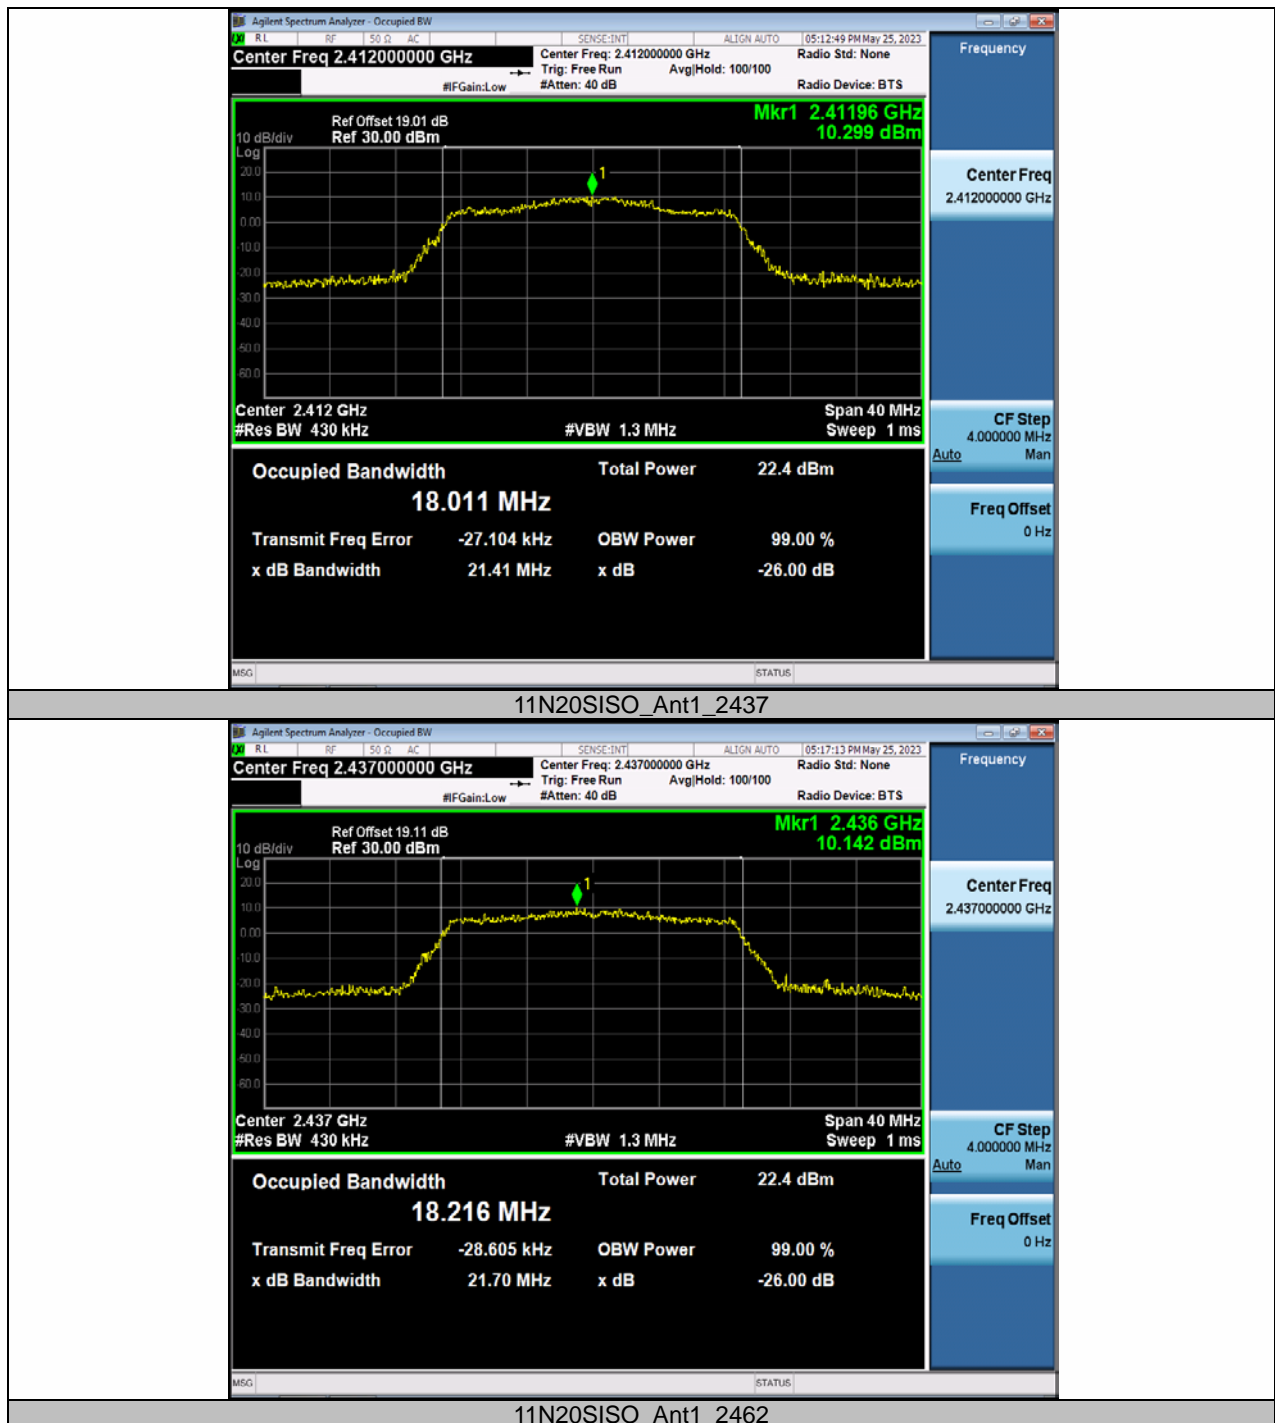 Agilent Spectrum Analyzer - Occupied BW
RL RF 50 Ω AC SENSE:INT ALIGN AUTO 05:12:49 PM May 25, 2023
Center Freq 2.412000000 GHz
Center Freq: 2.412000000 GHz Radio Std: None
Trig: Free Run Avg|Hold: 100/100
#IFGain:Low #Atten: 40 dB Radio Device: BTS
Frequency
Mkr1 2.41196 GHz
10.299 dBm
Ref Offset 19.01 dB
10 dB/div Ref 30.00 dBm
Log
20.0
10.0
0.00
-10.0
-20.0
-30.0
-40.0
-50.0
-60.0
1
Center 2.412 GHz Span 40 MHz
#Res BW 430 kHz #VBW 1.3 MHz Sweep 1 ms
Center Freq
2.412000000 GHz
CF Step
4.000000 MHz
Auto Man
Freq Offset
0 Hz
Occupied Bandwidth Total Power 22.4 dBm
18.011 MHz
Transmit Freq Error -27.104 kHz OBW Power 99.00 %
x dB Bandwidth 21.41 MHz x dB -26.00 dB
MSG STATUS
11N20SISO_Ant1_2437
Agilent Spectrum Analyzer - Occupied BW
RL RF 50 Ω AC SENSE:INT ALIGN AUTO 05:17:13 PM May 25, 2023
Center Freq 2.437000000 GHz
Center Freq: 2.437000000 GHz Radio Std: None
Trig: Free Run Avg|Hold: 100/100
#IFGain:Low #Atten: 40 dB Radio Device: BTS
Frequency
Mkr1 2.436 GHz
10.142 dBm
Ref Offset 19.11 dB
10 dB/div Ref 30.00 dBm
Log
20.0
10.0
0.00
-10.0
-20.0
-30.0
-40.0
-50.0
-60.0
1
Center 2.437 GHz Span 40 MHz
#Res BW 430 kHz #VBW 1.3 MHz Sweep 1 ms
Center Freq
2.437000000 GHz
CF Step
4.000000 MHz
Auto Man
Freq Offset
0 Hz
Occupied Bandwidth Total Power 22.4 dBm
18.216 MHz
Transmit Freq Error -28.605 kHz OBW Power 99.00 %
x dB Bandwidth 21.70 MHz x dB -26.00 dB
MSG STATUS
11N20SISO_Ant1_2462